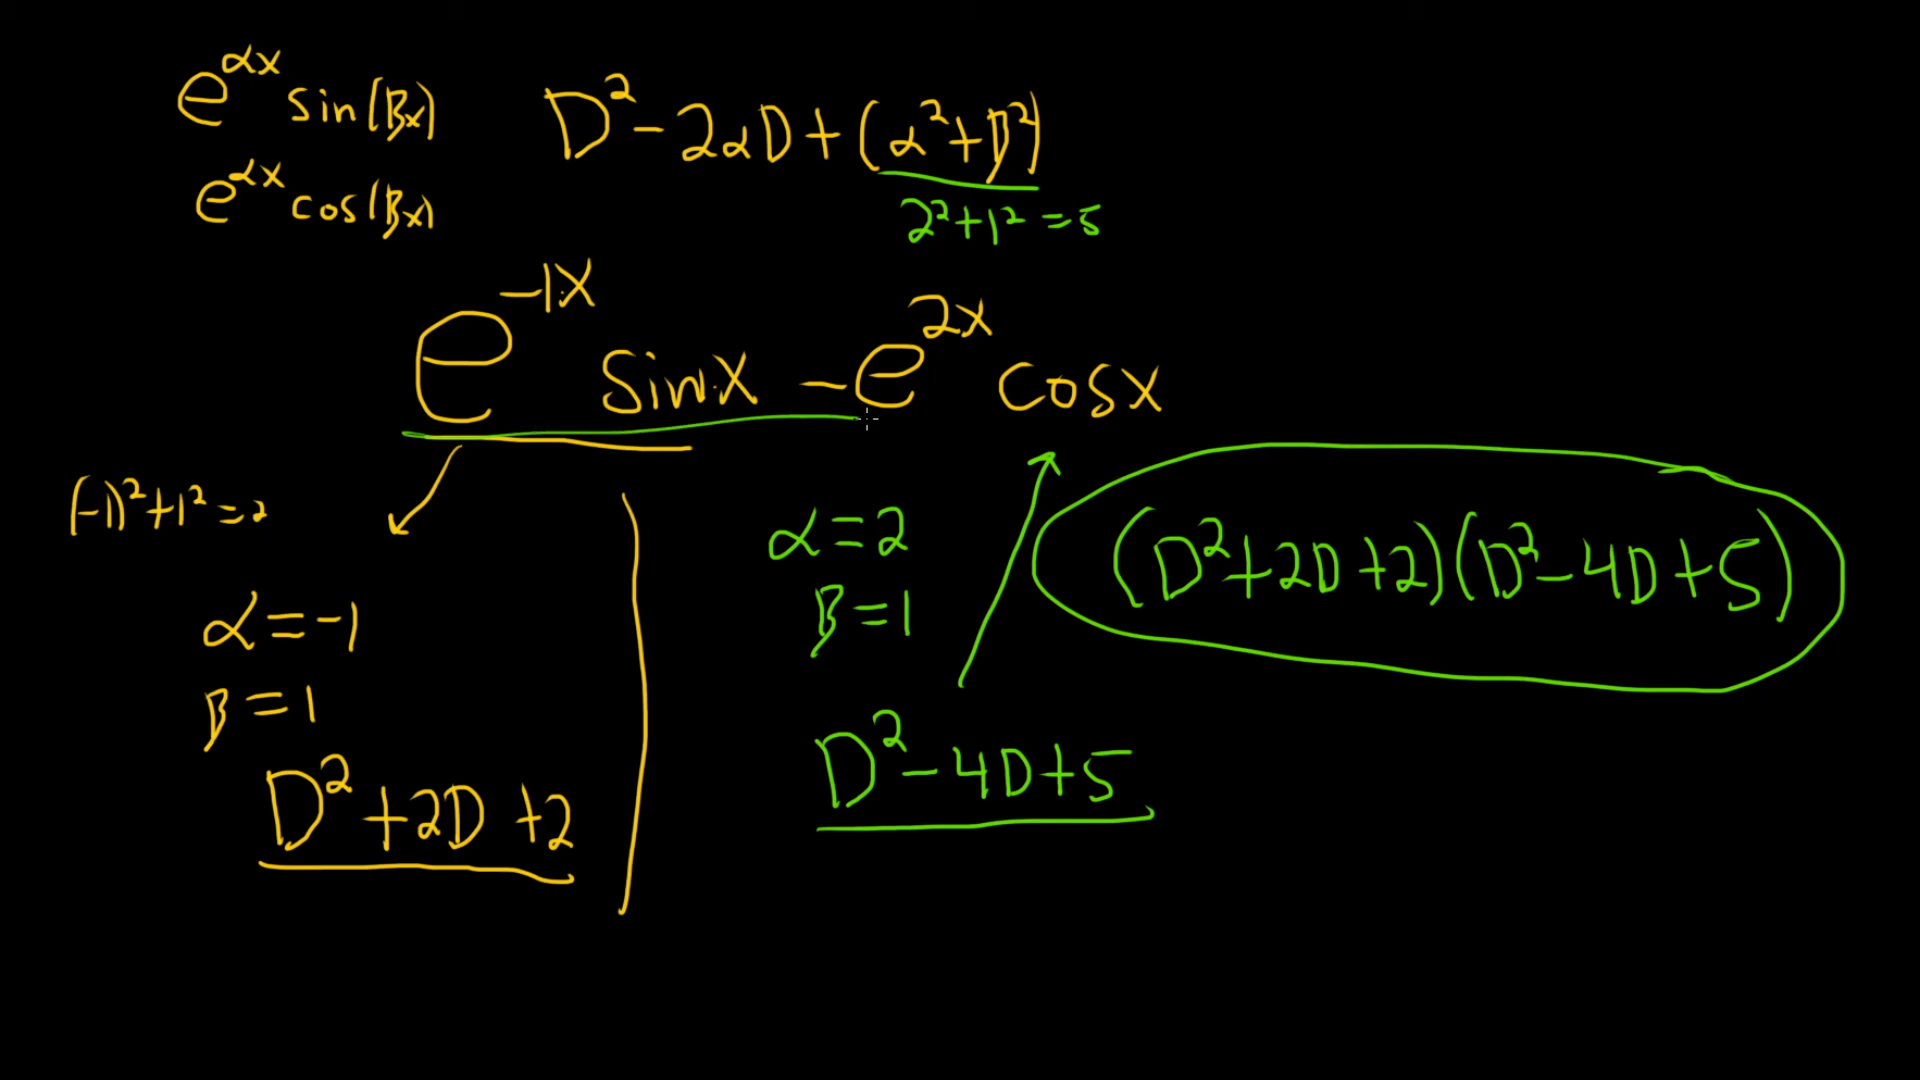 e^αx sin(βx) D² - 2αD + (α² + β²)
e^αx cos(βx) 2² + 1² = 5
e^-1x sinx - e^2x cosx
(-1)² + 1² = 2
α = -1
β = 1
D² + 2D + 2
α = 2
β = 1
D² - 4D + 5
(D² + 2D + 2)(D² - 4D + 5)